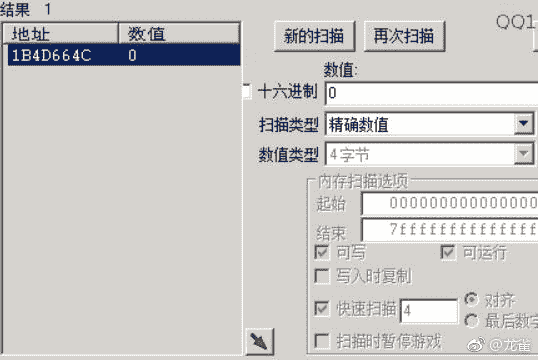 结果 1
地址 数值
1B4D664C 0
新的扫描 再次扫描
QQ1
数值:
十六进制 0
扫描类型 精确数值
数值类型 4字节
内存扫描选项
起始 0000000000000000
结束 7fffffffffffffff
可写 可运行
写入时复制
快速扫描 4 对齐
最后数字
扫描时暂停游戏
@龙雀